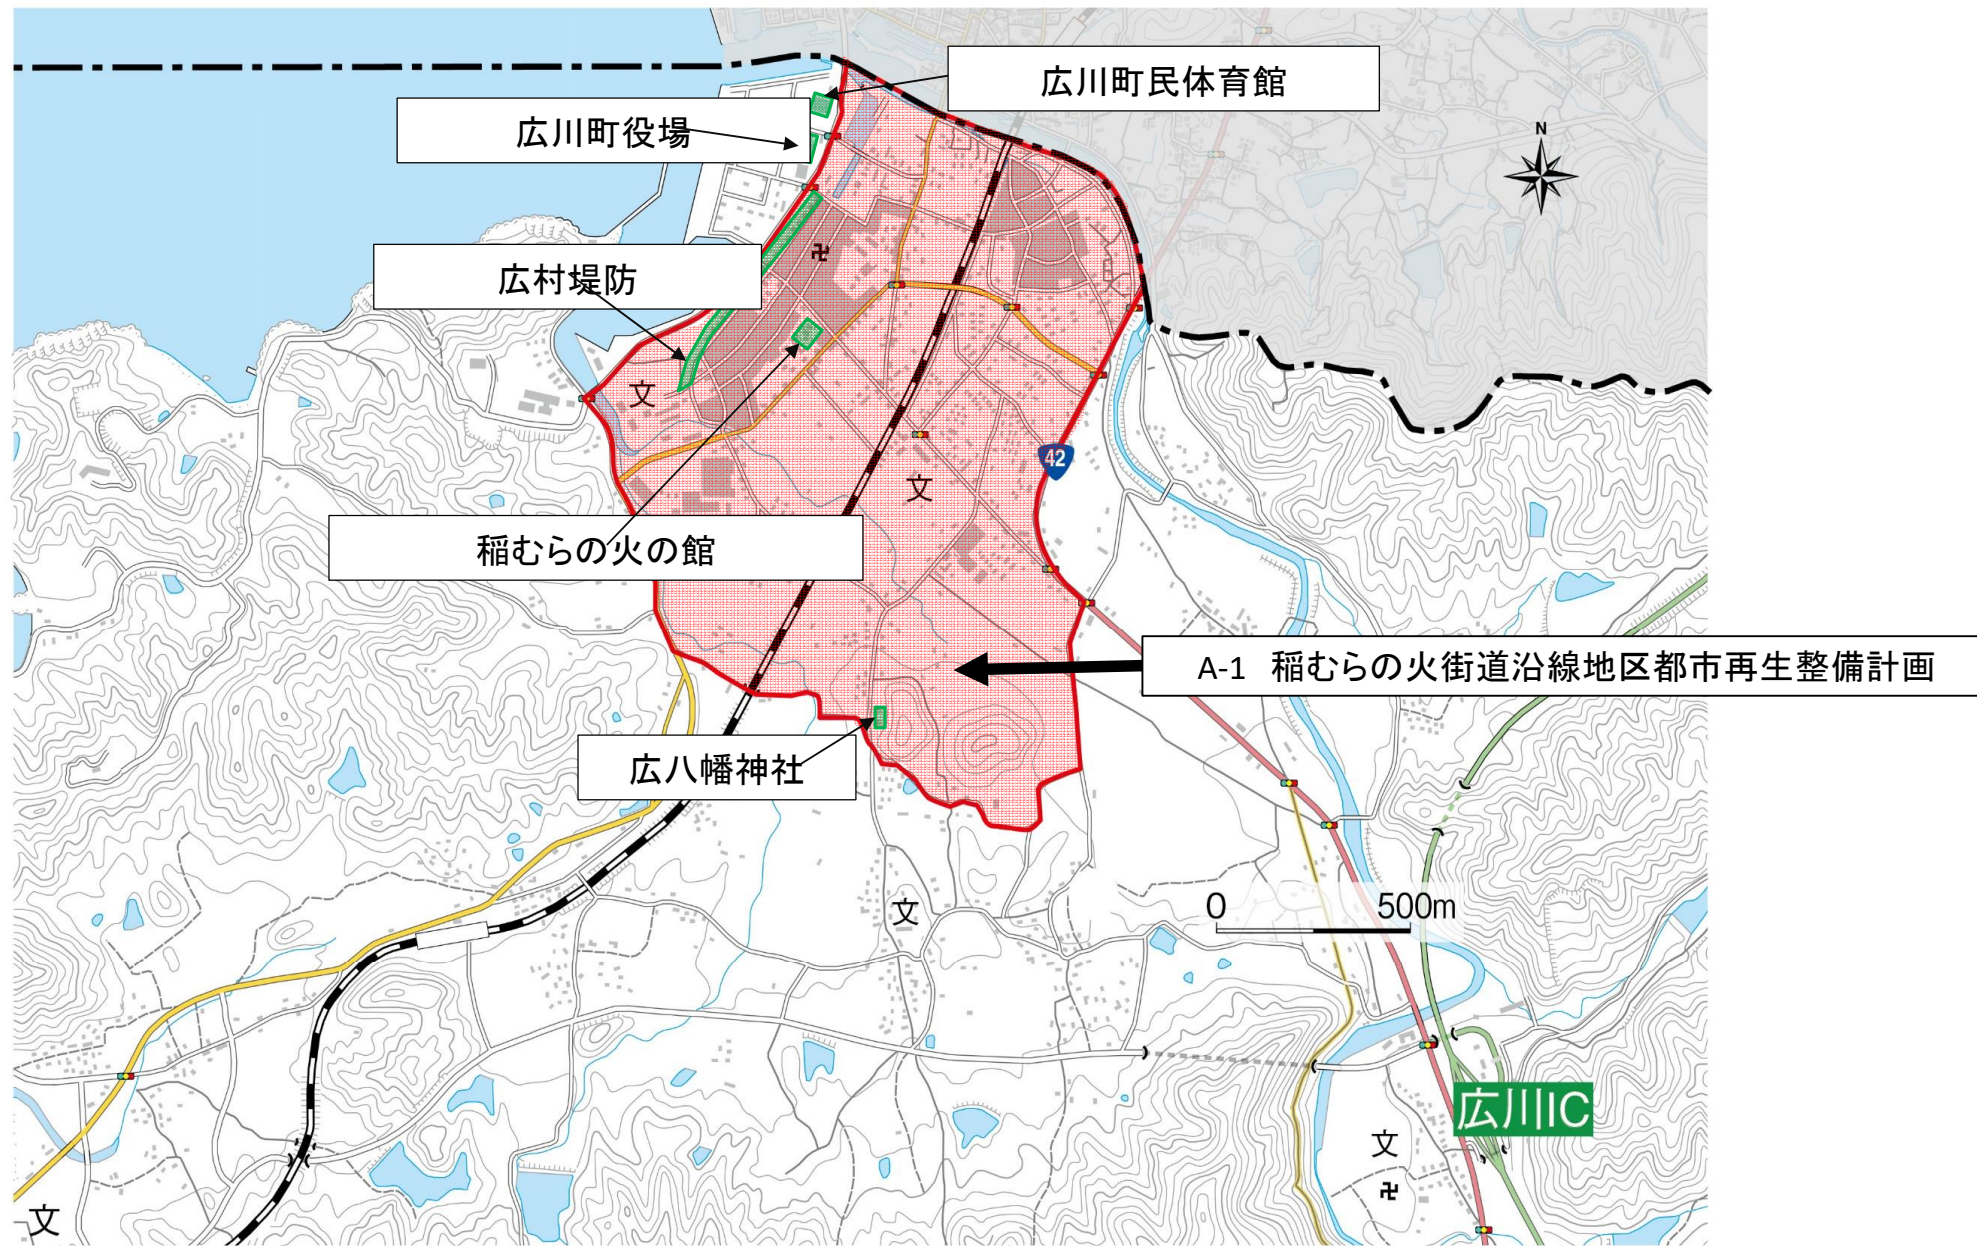 広川町民体育館
広川町役場
N
広村堤防
文
42
文
稲むらの火の館
A-1　稲むらの火街道沿線地区都市再生整備計画
広八幡神社
0 500m
文
広川IC
文
文